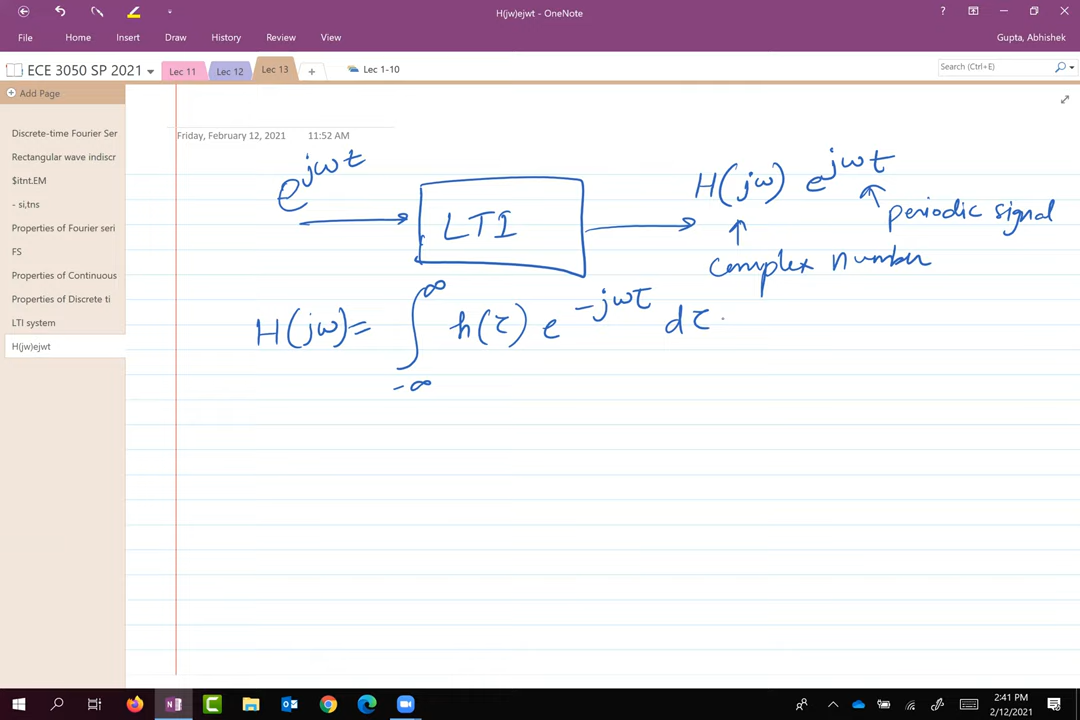 H(jw)ejwt - OneNote
?
File Home Insert Draw History Review View
Gupta, Abhishek
ECE 3050 SP 2021
Lec 11
Lec 12
Lec 13
+
Lec 1-10
Search (Ctrl+E)
Add Page
Discrete-time Fourier Ser
Rectangular wave indiscr
$itnt.EM
- si,tns
Properties of Fourier seri
FS
Properties of Continuous
Properties of Discrete ti
LTI system
H(jw)ejwt
Friday, February 12, 2021 11:52 AM
e^{jωt}
LTI
H(jω) e^{jωt}
periodic signal
complex number
H(jω) = ∫_{-∞}^{∞} h(τ) e^{-jωτ} dτ.
2:41 PM
2/12/2021